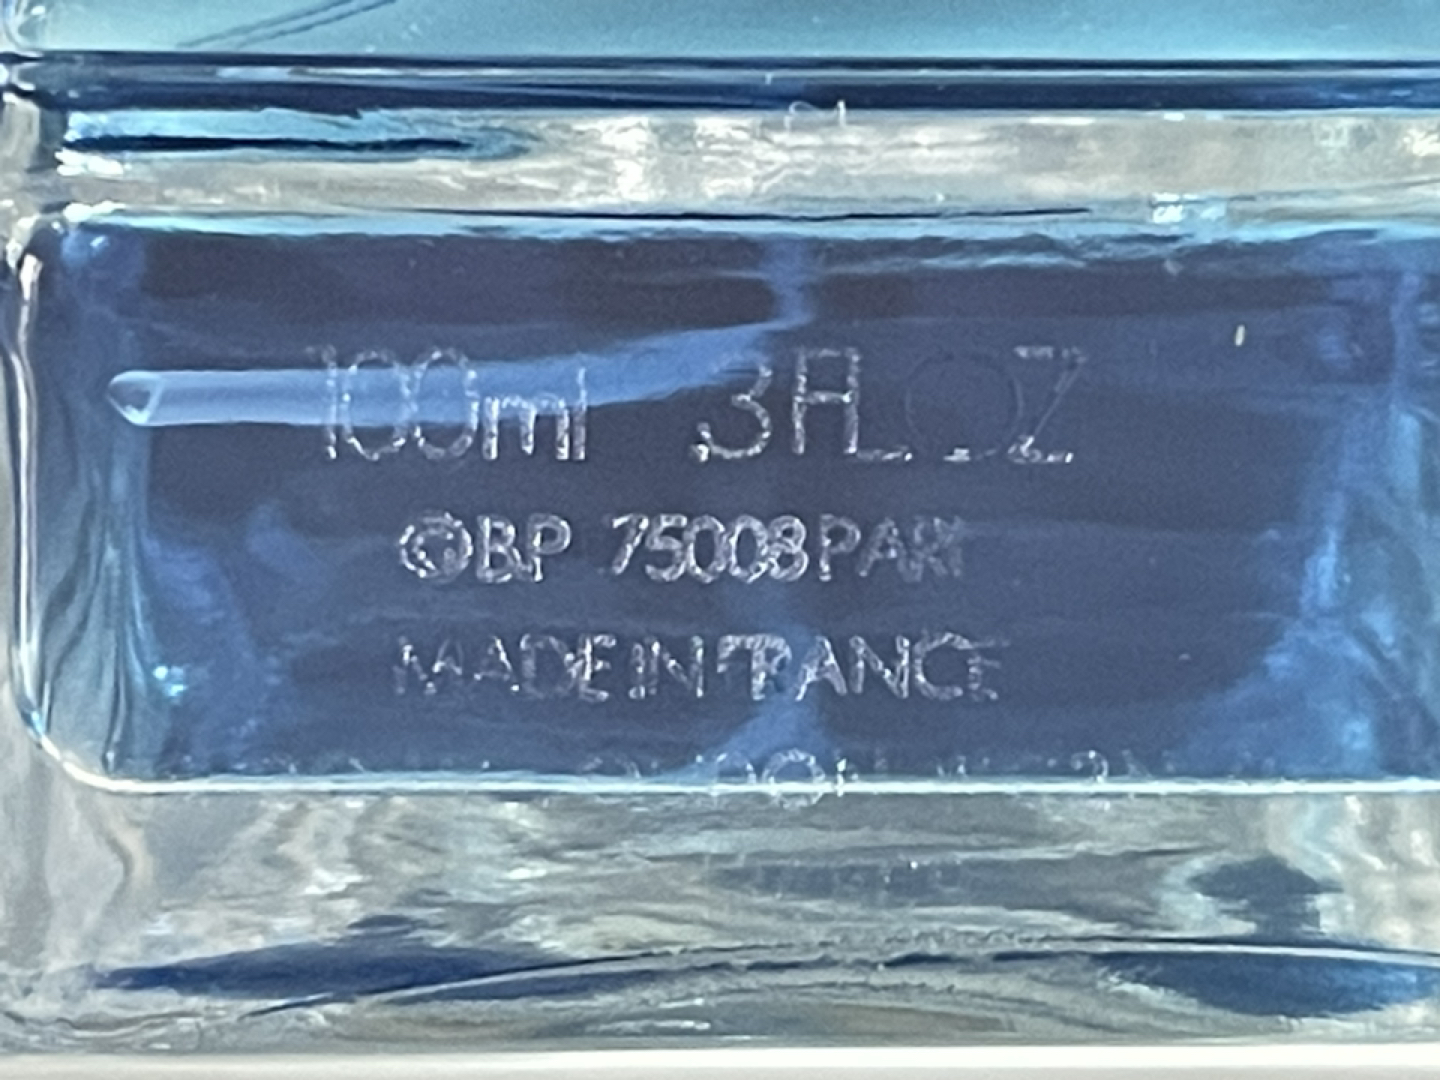 100ml .3FL.OZ
©BP 75008 PARI
MADE IN FRANCE